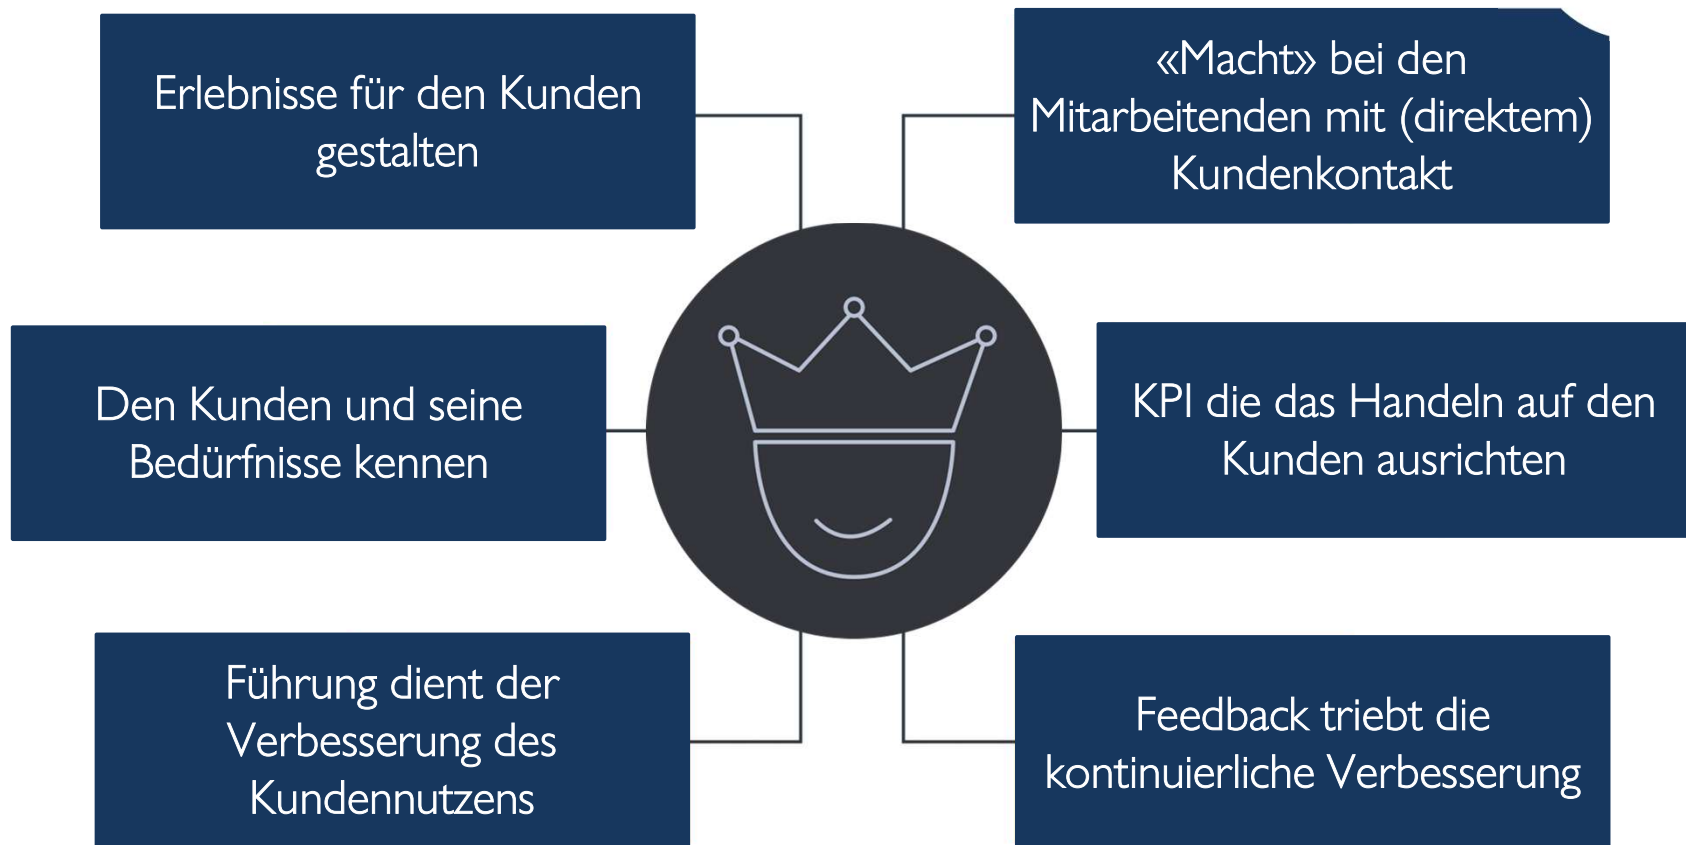 Erlebnisse für den Kunden
gestalten
«Macht» bei den
Mitarbeitenden mit (direktem)
Kundenkontakt
Den Kunden und seine
Bedürfnisse kennen
KPI die das Handeln auf den
Kunden ausrichten
Führung dient der
Verbesserung des
Kundennutzens
Feedback triebt die
kontinuierliche Verbesserung